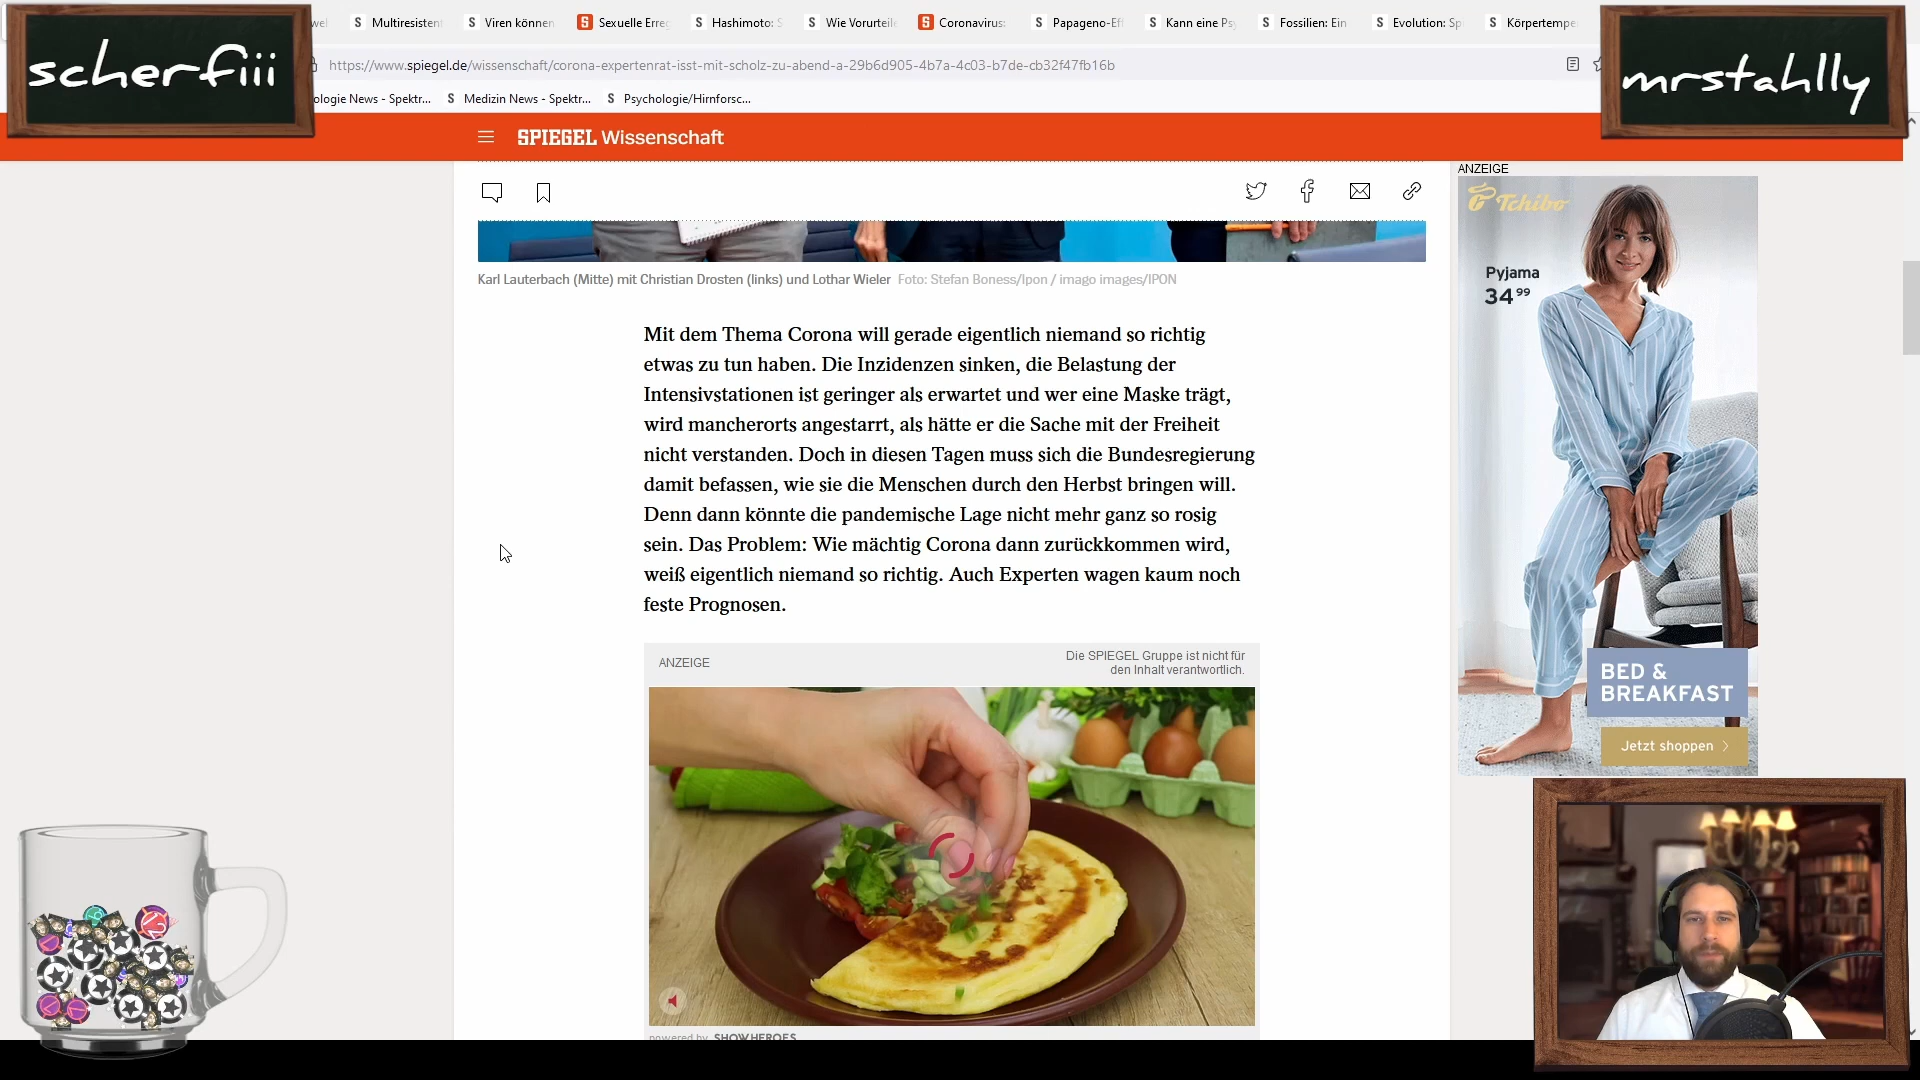 scherfiii
Multiresisten
Viren können
Sexuelle Erre
Hashimoto: S
Wie Vorurteile
Coronavirus:
Papageno-Eff
Kann eine Ps
Fossilien: Ein
Evolution: Sp
Körpertempe
mrstahlly
https://www.spiegel.de/wissenschaft/corona-expertenrat-isst-mit-scholz-zu-abend-a-29b6d905-4b7a-4c03-b7de-cb32f47fb16b
ologie News - Spektr...
Medizin News - Spektr...
Psychologie/Hirnforsc...
SPIEGEL Wissenschaft
ANZEIGE
Tchibo
Pyjama
34 99
BED &
BREAKFAST
Jetzt shoppen
Karl Lauterbach (Mitte) mit Christian Drosten (links) und Lothar Wieler Foto: Stefan Boness/Ipon / imago images/IPON
Mit dem Thema Corona will gerade eigentlich niemand so richtig
etwas zu tun haben. Die Inzidenzen sinken, die Belastung der
Intensivstationen ist geringer als erwartet und wer eine Maske trägt,
wird mancherorts angestarrt, als hätte er die Sache mit der Freiheit
nicht verstanden. Doch in diesen Tagen muss sich die Bundesregierung
damit befassen, wie sie die Menschen durch den Herbst bringen will.
Denn dann könnte die pandemische Lage nicht mehr ganz so rosig
sein. Das Problem: Wie mächtig Corona dann zurückkommen wird,
weiß eigentlich niemand so richtig. Auch Experten wagen kaum noch
feste Prognosen.
ANZEIGE
Die SPIEGEL Gruppe ist nicht für
den Inhalt verantwortlich.
powered by SHOWHEROES